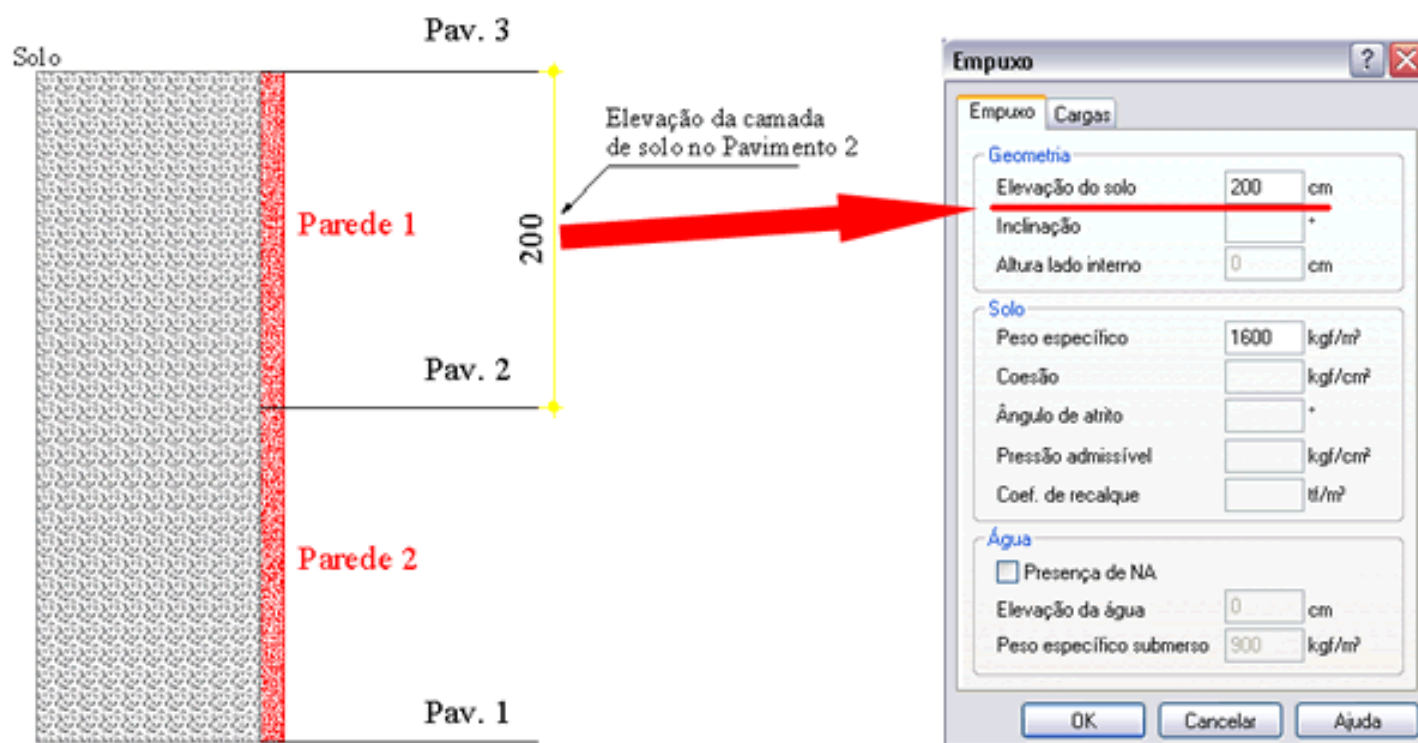 Pav. 3
Solo
Elevação da camada
de solo no Pavimento 2
Parede 1
200
Pav. 2
Parede 2
Pav. 1
Empuxo
?
Empuxo
Cargas
Geometria
Elevação do solo 200 cm
Inclinação °
Altura lado interno 0 cm
Solo
Peso específico 1600 kgf/m³
Coesão kgf/cm²
Ângulo de atrito °
Pressão admissível kgf/cm²
Coef. de recalque tf/m³
Água
Presença de NA
Elevação da água 0 cm
Peso específico submerso 900 kgf/m³
OK
Cancelar
Ajuda